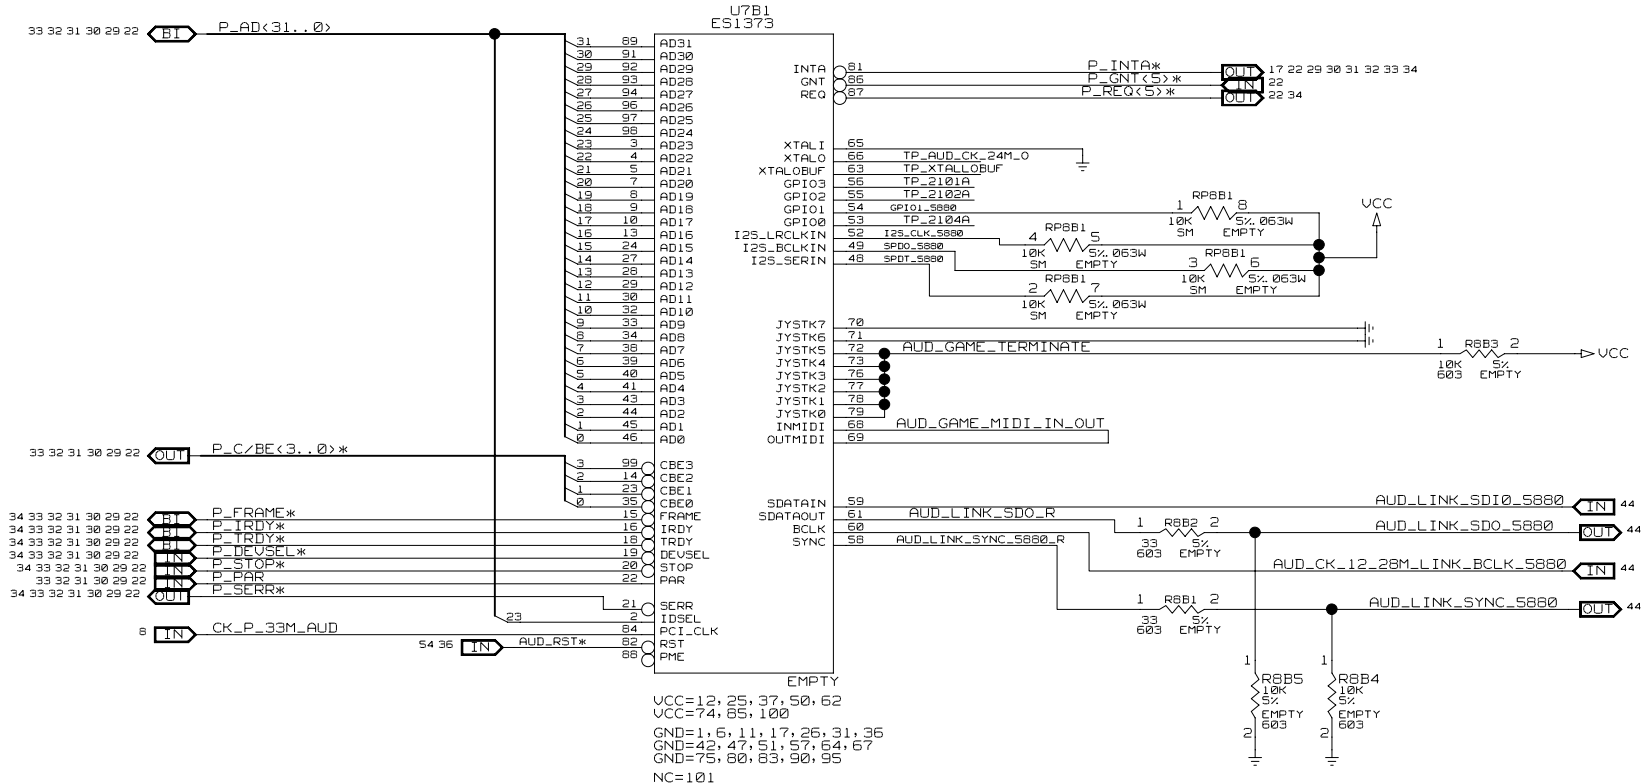 U7B1
ES1373
33 32 31 30 29 22 BI P_AD<31..0>
31 89 AD31
30 91 AD30
29 92 AD29
28 93 AD28
27 94 AD27
26 96 AD26
25 97 AD25
24 98 AD24
23 3 AD23
22 4 AD22
21 5 AD21
20 7 AD20
19 8 AD19
18 9 AD18
17 10 AD17
16 13 AD16
15 24 AD15
14 27 AD14
13 28 AD13
12 29 AD12
11 30 AD11
10 32 AD10
9 33 AD9
8 34 AD8
7 38 AD7
6 39 AD6
5 40 AD5
4 41 AD4
3 43 AD3
2 44 AD2
1 45 AD1
0 46 AD0
33 32 31 30 29 22 OUT P_C/BE<3..0>*
3 99 CBE3
2 14 CBE2
1 23 CBE1
0 35 CBE0
34 33 32 31 30 29 22 BI P_FRAME* 15 FRAME
34 33 32 31 30 29 22 BI P_IRDY* 16 IRDY
34 33 32 31 30 29 22 BI P_TRDY* 18 TRDY
34 33 32 31 30 29 22 IN P_DEVSEL* 19 DEVSEL
34 33 32 31 30 29 22 IN P_STOP* 20 STOP
33 32 31 30 29 22 IN P_PAR 22 PAR
34 33 32 31 30 29 22 OUT P_SERR* 21 SERR
23 2 IDSEL
8 IN CK_P_33M_AUD 84 PCI_CLK
54 36 IN AUD_RST* 82 RST
88 PME
INTA 81 P_INTA* OUT 17 22 29 30 31 32 33 34
GNT 86 P_GNT<5>* IN 22
REQ 87 P_REQ<5>* OUT 22 34
XTALI 65
XTALO 66 TP_AUD_CK_24M_O
XTALOBUF 63 TP_XTALLOBUF
GPIO3 56 TP_2101A
GPIO2 55 TP_2102A
GPIO1 54 GPIO1_5880
GPIO0 53 TP_2104A
I2S_LRCLKIN 52 I2S_CLK_5880
I2S_BCLKIN 49 SPDO_5880
I2S_SERIN 48 SPDT_5880
RP8B1
1 8
10K 5%.063W
SM EMPTY
VCC
RP8B1
4 5
10K 5%.063W
SM EMPTY
RP8B1
3 6
10K 5%.063W
SM EMPTY
RP8B1
2 7
10K 5%.063W
SM EMPTY
JYSTK7 70
JYSTK6 71
JYSTK5 72 AUD_GAME_TERMINATE
JYSTK4 73
JYSTK3 76
JYSTK2 77
JYSTK1 78
JYSTK0 79
INMIDI 68 AUD_GAME_MIDI_IN_OUT
OUTMIDI 69
1 R8B3 2 VCC
10K 5%
603 EMPTY
SDATAIN 59 AUD_LINK_SDI0_5880 IN 44
SDATAOUT 61 AUD_LINK_SDO_R
BCLK 60
SYNC 58 AUD_LINK_SYNC_5880_R
1 R8B2 2 AUD_LINK_SDO_5880 OUT 44
33 5%
603 EMPTY
AUD_CK_12_28M_LINK_BCLK_5880 IN 44
1 R8B1 2 AUD_LINK_SYNC_5880 OUT 44
33 5%
603 EMPTY
1
R8B5
10K
5%
EMPTY
603
2
1
R8B4
10K
5%
EMPTY
603
2
EMPTY
VCC=12,25,37,50,62
VCC=74,85,100
GND=1,6,11,17,26,31,36
GND=42,47,51,57,64,67
GND=75,80,83,90,95
NC=101